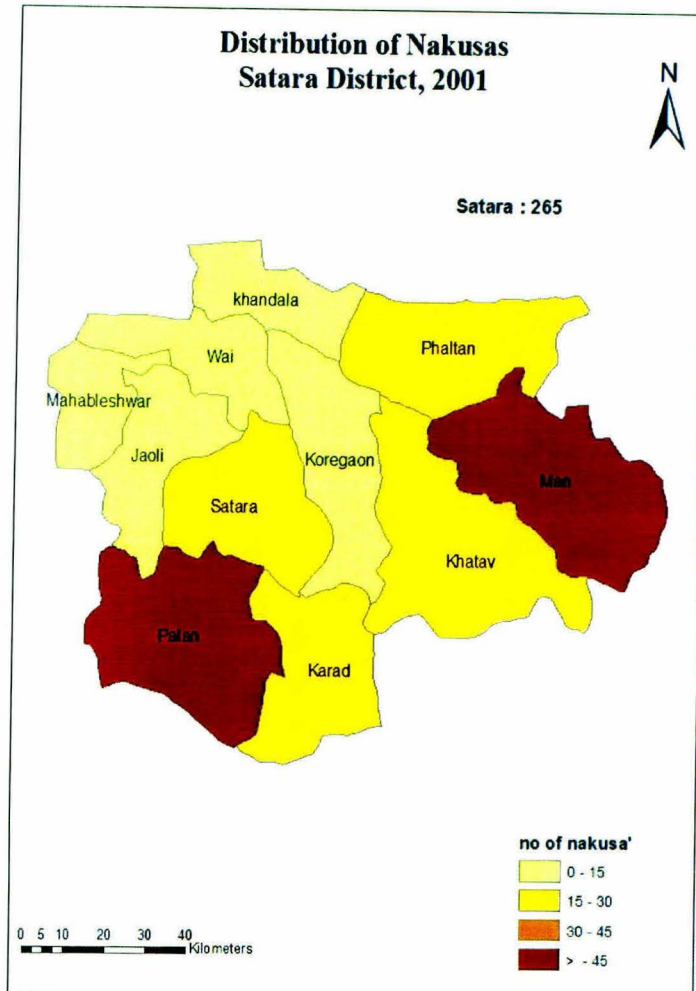 Distribution of Nakusas
Satara District, 2001
N
Satara : 265
khandala
Phaltan
Wai
Mahableshwar
Jaoli
Koregaon
Man
Satara
Khatav
Patan
Karad
no of nakusa'
0 - 15
15 - 30
30 - 45
> - 45
0 5 10 20 30 40
Kilometers